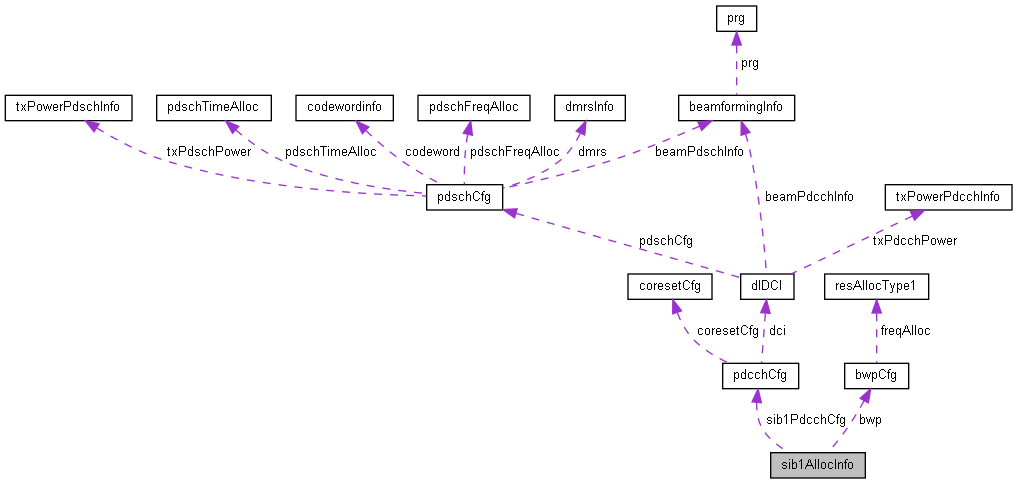 prg
prg
txPowerPdschInfo
pdschTimeAlloc
codewordinfo
pdschFreqAlloc
dmrsInfo
beamformingInfo
txPdschPower
pdschTimeAlloc
codeword
pdschFreqAlloc
dmrs
beamPdschInfo
pdschCfg
beamPdcchInfo
txPowerPdcchInfo
pdschCfg
txPdcchPower
coresetCfg
dlDCI
resAllocType1
coresetCfg
dci
freqAlloc
pdcchCfg
bwpCfg
sib1PdcchCfg
bwp
sib1AllocInfo